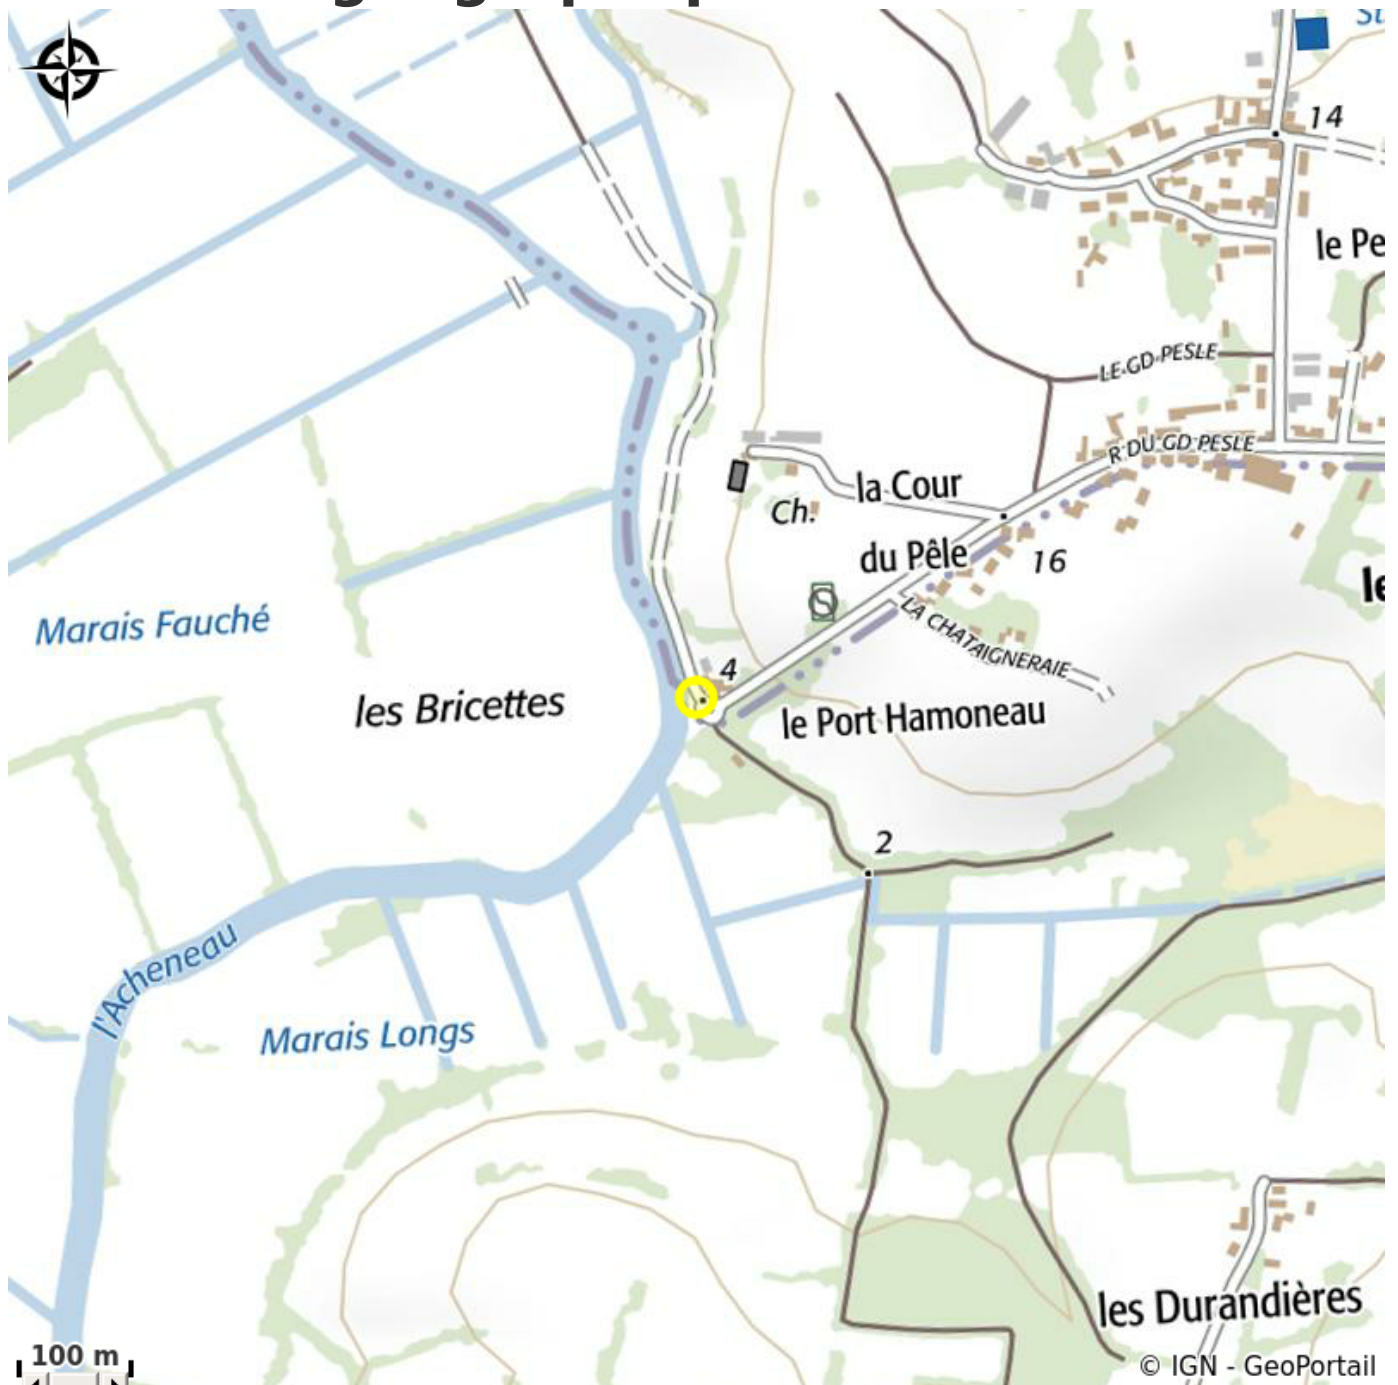 14
le Pe
LE GD PESLE
R DU GD PESLE
la Cour
Ch.
du Pêle
16
LA CHATAIGNERAIE
Marais Fauché
4
les Bricettes
le Port Hamoneau
2
l'Acheneau
Marais Longs
les Durandières
100 m
© IGN - GeoPortail